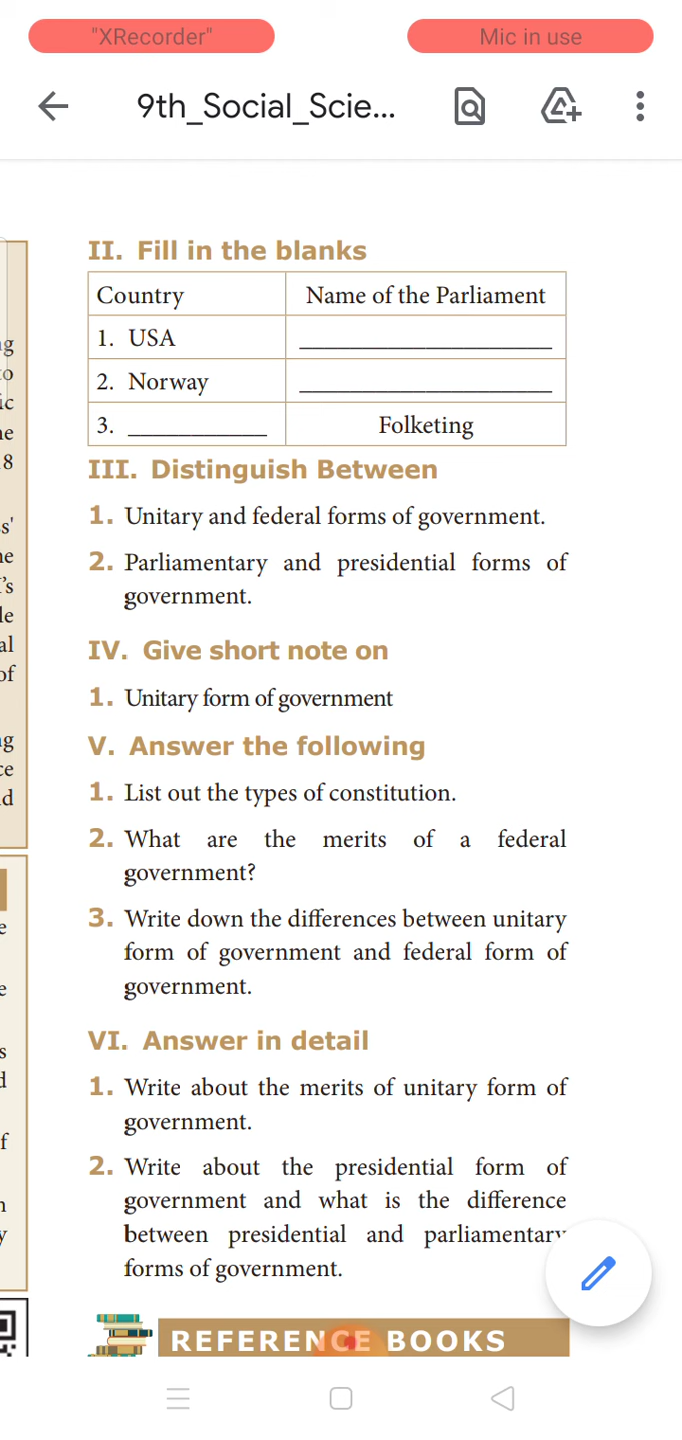 "XRecorder"
Mic in use
9th_Social_Scie...
II. Fill in the blanks
Country
Name of the Parliament
1. USA
2. Norway
3. ____________
Folketing
III. Distinguish Between
1. Unitary and federal forms of government.
2. Parliamentary and presidential forms of
government.
IV. Give short note on
1. Unitary form of government
V. Answer the following
1. List out the types of constitution.
2. What are the merits of a federal
government?
3. Write down the differences between unitary
form of government and federal form of
government.
VI. Answer in detail
1. Write about the merits of unitary form of
government.
2. Write about the presidential form of
government and what is the difference
between presidential and parliamentary
forms of government.
REFERENCE BOOKS